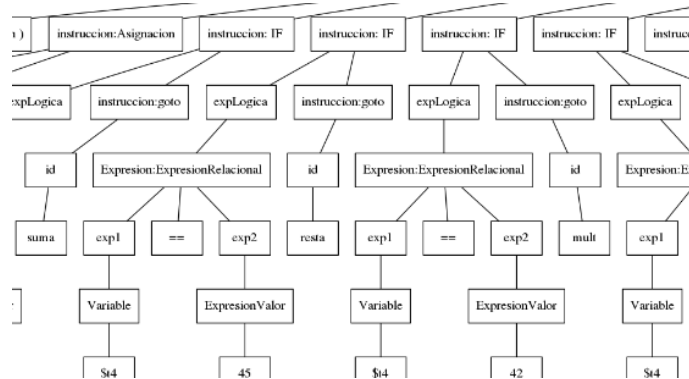 n )
instruccion:Asignacion
instruccion: IF
instruccion: IF
instruccion: IF
instruccion: IF
instrucc
expLogica
instruccion:goto
expLogica
instruccion:goto
expLogica
instruccion:goto
expLogica
id
Expresion:ExpresionRelacional
id
Expresion:ExpresionRelacional
id
Expresion:E
suma
exp1
==
exp2
resta
exp1
==
exp2
mult
exp1
Variable
ExpresionValor
Variable
ExpresionValor
Variable
$t4
45
$t4
42
$t4